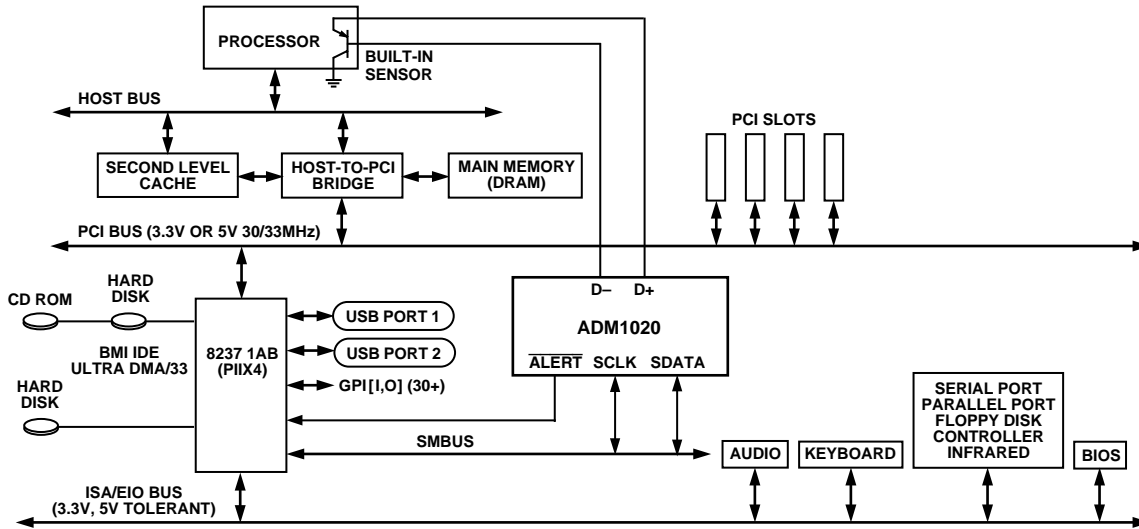 PROCESSOR
BUILT-IN
SENSOR
HOST BUS
PCI SLOTS
SECOND LEVEL
CACHE
HOST-TO-PCI
BRIDGE
MAIN MEMORY
(DRAM)
PCI BUS (3.3V OR 5V 30/33MHz)
CD ROM
HARD
DISK
BMI IDE
ULTRA DMA/33
HARD
DISK
8237 1AB
(PIIX4)
USB PORT 1
USB PORT 2
GPI[I,O] (30+)
D– D+
ADM1020
ALERT SCLK SDATA
SMBUS
AUDIO
KEYBOARD
SERIAL PORT
PARALLEL PORT
FLOPPY DISK
CONTROLLER
INFRARED
BIOS
ISA/EIO BUS
(3.3V, 5V TOLERANT)